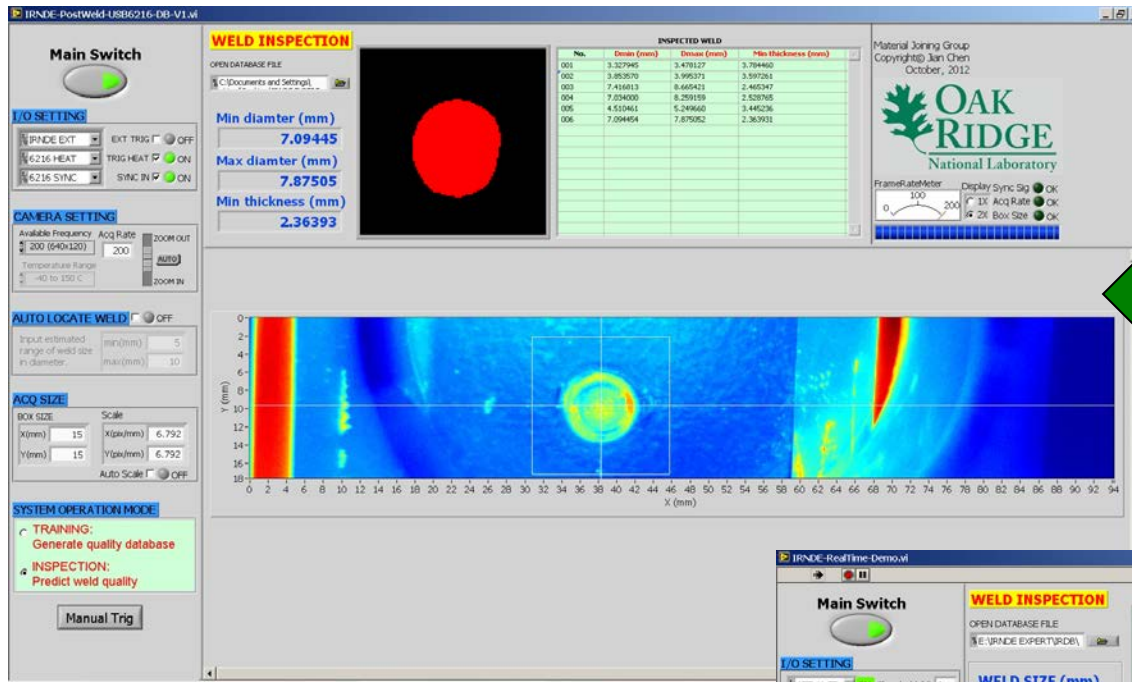 IRNDE-PostWeld-USB6216-DB-V1.vi
Main Switch
I/O SETTING
IRNDE EXT EXT TRIG OFF
6216 HEAT TRIG HEAT ON
6216 SYNC SYNC IN ON
CAMERA SETTING
Available Frequency Acq Rate ZOOM OUT
200 (640x120) 200 AUTO
Temperature Range
-40 to 150 C ZOOM IN
AUTO LOCATE WELD OFF
Input estimated range of weld size in diameter.
min(mm) 5
max(mm) 10
ACQ SIZE
BOX SIZE Scale
X(mm) 15 X(pix/mm) 6.792
Y(mm) 15 Y(pix/mm) 6.792
Auto Scale OFF
SYSTEM OPERATION MODE
TRAINING:
Generate quality database
INSPECTION:
Predict weld quality
Manual Trig
WELD INSPECTION
OPEN DATABASE FILE
C:\Documents and Settings\
Min diamter (mm)
7.09445
Max diamter (mm)
7.87505
Min thickness (mm)
2.36393
INSPECTED WELD
No. Dmin (mm) Dmax (mm) Min thickness (mm)
001 3.327945 3.478127 3.784460
002 3.853570 3.995371 3.597261
003 7.416813 8.665421 2.465347
004 7.034000 8.259159 2.528765
005 4.510461 5.249660 3.445236
006 7.094454 7.875052 2.363931
Material Joining Group
Copyright© Jian Chen
October, 2012
OAK
RIDGE
National Laboratory
FrameRateMeter Display Sync Sig OK
0 100 200 1X Acq Rate OK
2X Box Size OK
Y (mm)
0
2
4
6
8
10
12
14
16
18
0 2 4 6 8 10 12 14 16 18 20 22 24 26 28 30 32 34 36 38 40 42 44 46 48 50 52 54 56 58 60 62 64 66 68 70 72 74 76 78 80 82 84 86 88 90 92 94
X (mm)
IRNDE-RealTime-Demo.vi
Main Switch
WELD INSPECTION
OPEN DATABASE FILE
E:\IRNDE EXPERT\IRDB\
I/O SETTING
WELD SIZE (mm)